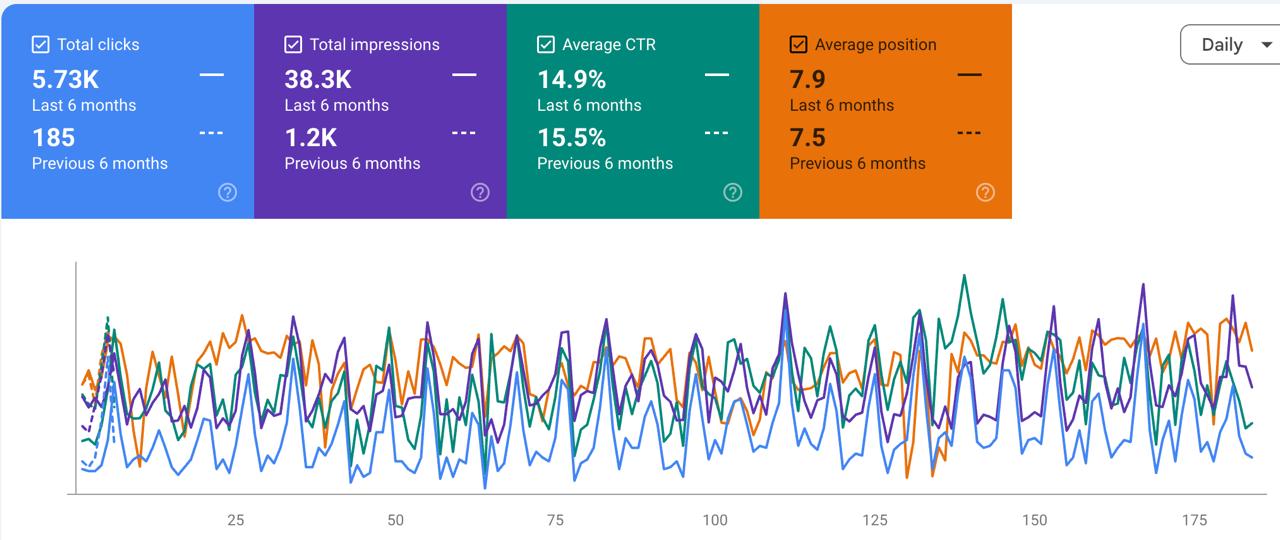 Total clicks
5.73K
Last 6 months
185
Previous 6 months
Total impressions
38.3K
Last 6 months
1.2K
Previous 6 months
Average CTR
14.9%
Last 6 months
15.5%
Previous 6 months
Average position
7.9
Last 6 months
7.5
Previous 6 months
Daily
25 50 75 100 125 150 175